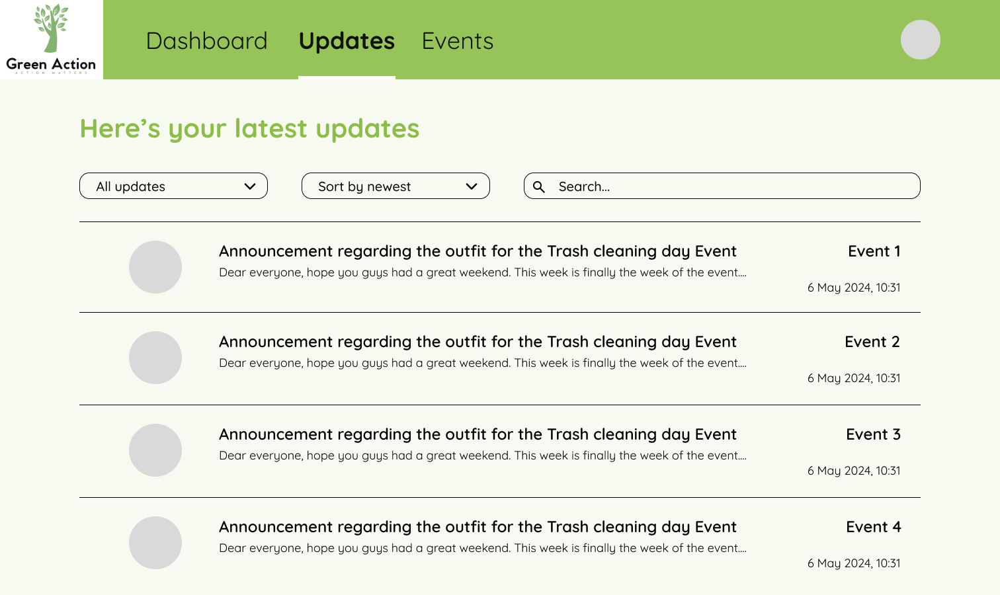 Green Action
ACTION MATTERS
Dashboard Updates Events
Here’s your latest updates
All updates
Sort by newest
Search...
Announcement regarding the outfit for the Trash cleaning day Event
Event 1
Dear everyone, hope you guys had a great weekend. This week is finally the week of the event....
6 May 2024, 10:31
Announcement regarding the outfit for the Trash cleaning day Event
Event 2
Dear everyone, hope you guys had a great weekend. This week is finally the week of the event....
6 May 2024, 10:31
Announcement regarding the outfit for the Trash cleaning day Event
Event 3
Dear everyone, hope you guys had a great weekend. This week is finally the week of the event....
6 May 2024, 10:31
Announcement regarding the outfit for the Trash cleaning day Event
Event 4
Dear everyone, hope you guys had a great weekend. This week is finally the week of the event....
6 May 2024, 10:31